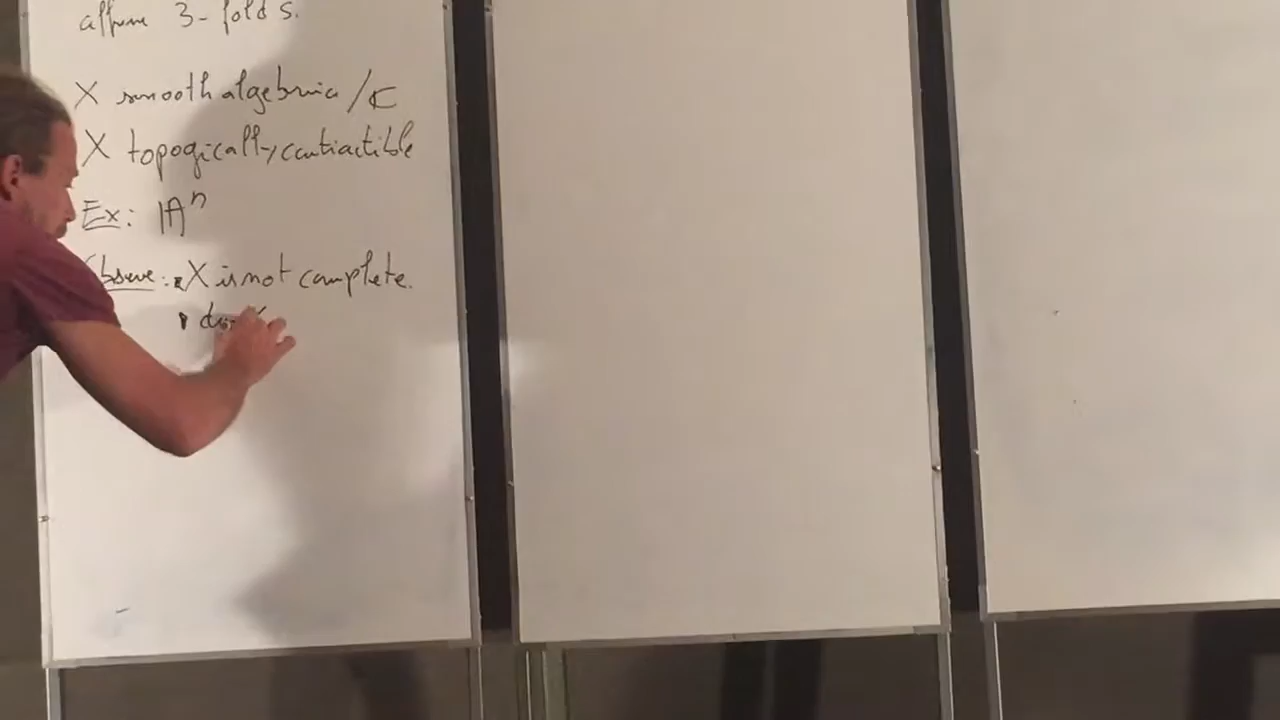 affine 3-folds.
X smooth algebraic / ℂ
X topogically contractible
Ex: 𝔸ⁿ
Observe: • X is not complete.
•